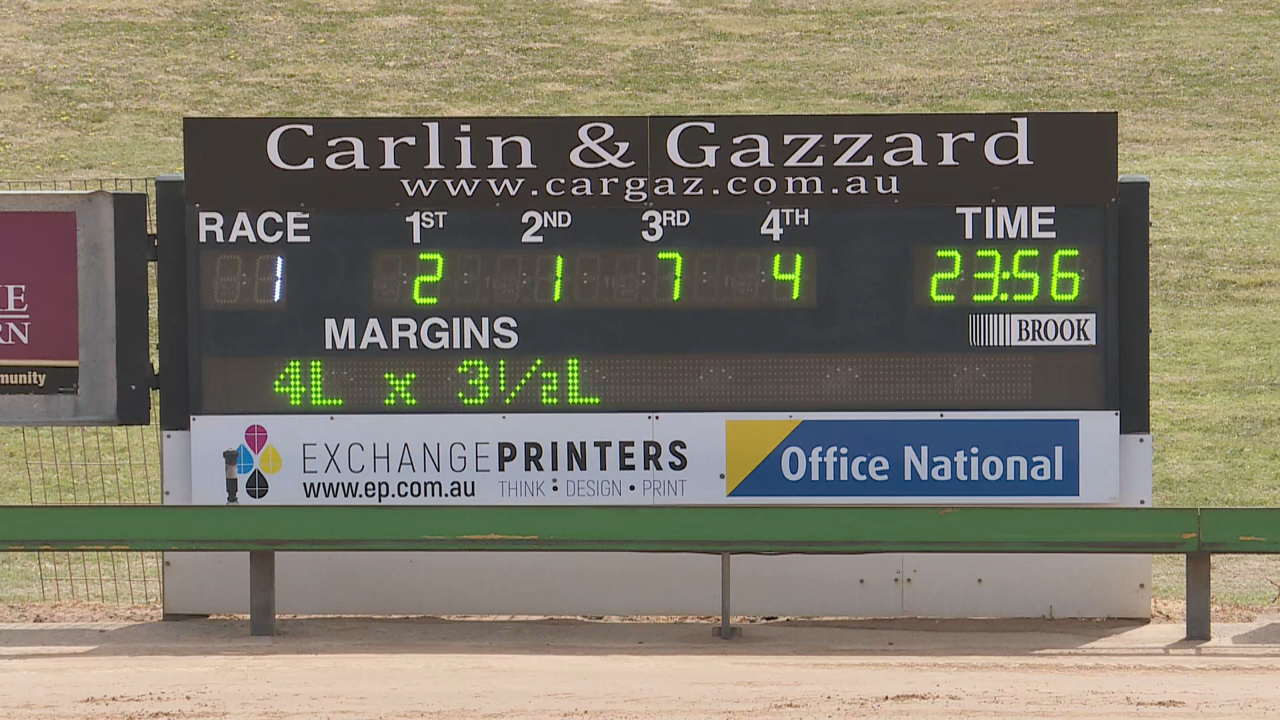 Carlin & Gazzard
www.cargaz.com.au
RACE 1ST 2ND 3RD 4TH TIME
1 2 1 7 4 23:56
MARGINS BROOK
4L x 3½L
EXCHANGEPRINTERS
www.ep.com.au THINK • DESIGN • PRINT
Office National
munity